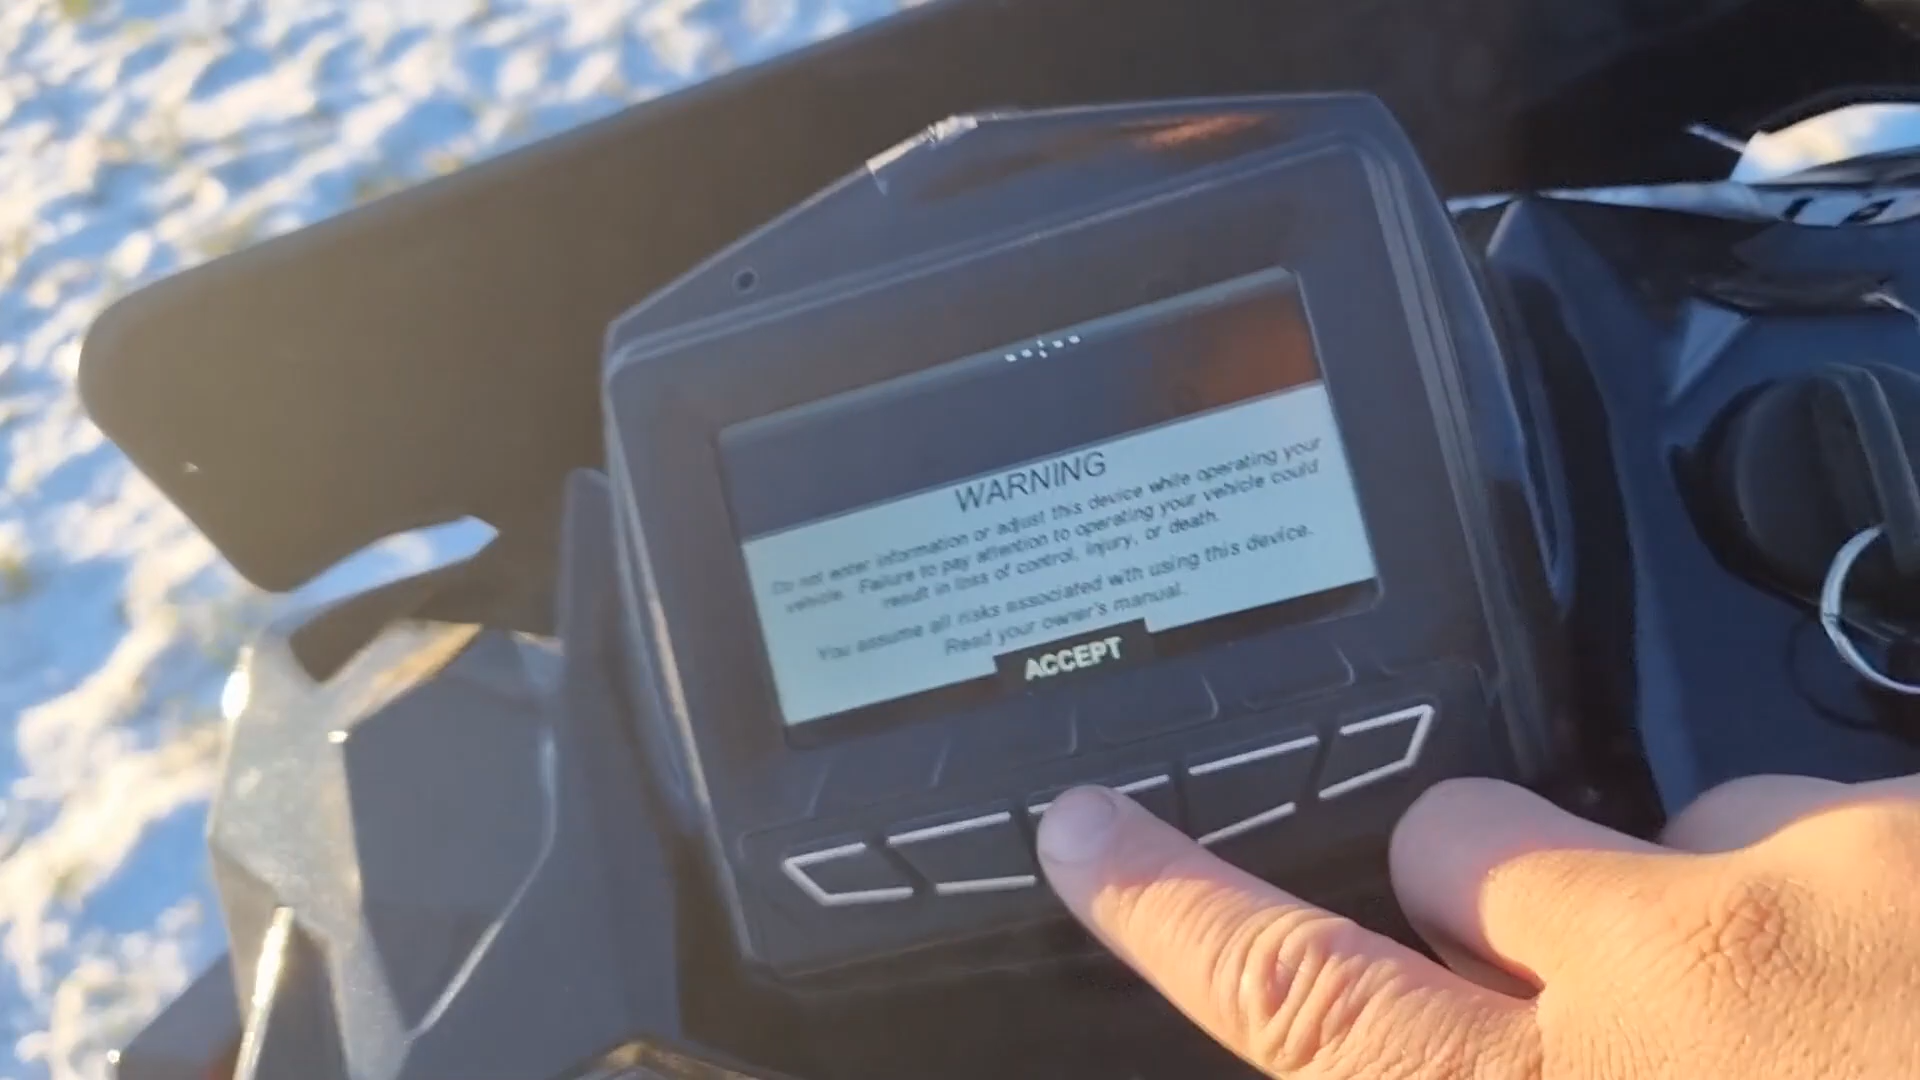 WARNING
Do not enter information or adjust this device while operating your
vehicle. Failure to pay attention to operating your vehicle could
result in loss of control, injury, or death.
You assume all risks associated with using this device.
Read your owner's manual.
ACCEPT